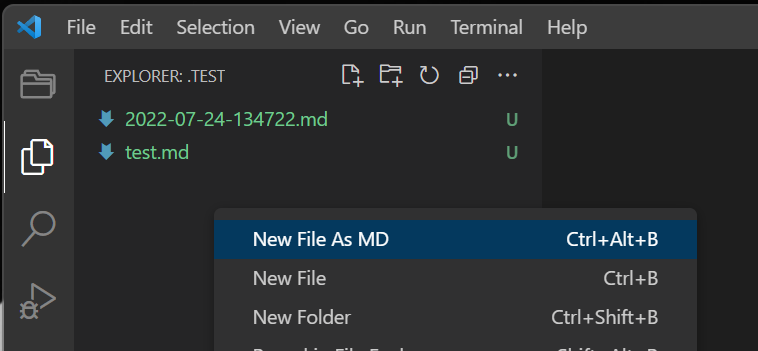 File Edit Selection View Go Run Terminal Help
EXPLORER: .TEST
2022-07-24-134722.md U
test.md U
New File As MD Ctrl+Alt+B
New File Ctrl+B
New Folder Ctrl+Shift+B